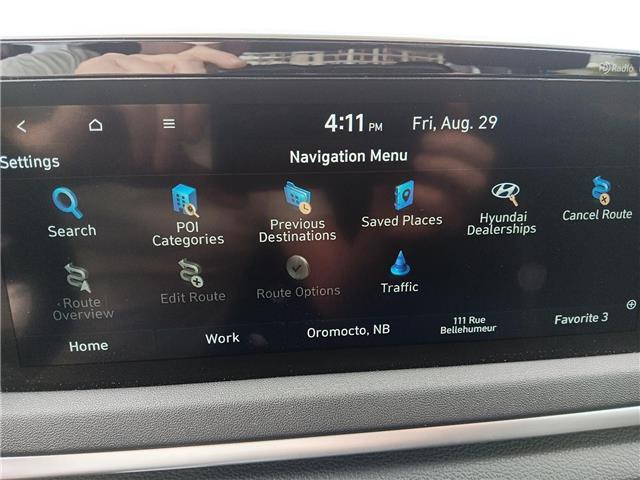 HD Radio
4:11 PM Fri, Aug. 29
Settings Navigation Menu
Search
POI
Categories
Previous
Destinations
Saved Places
Hyundai
Dealerships
Cancel Route
Route
Overview
Edit Route
Route Options
Traffic
Home
Work
Oromocto, NB
111 Rue
Bellehumeur
Favorite 3